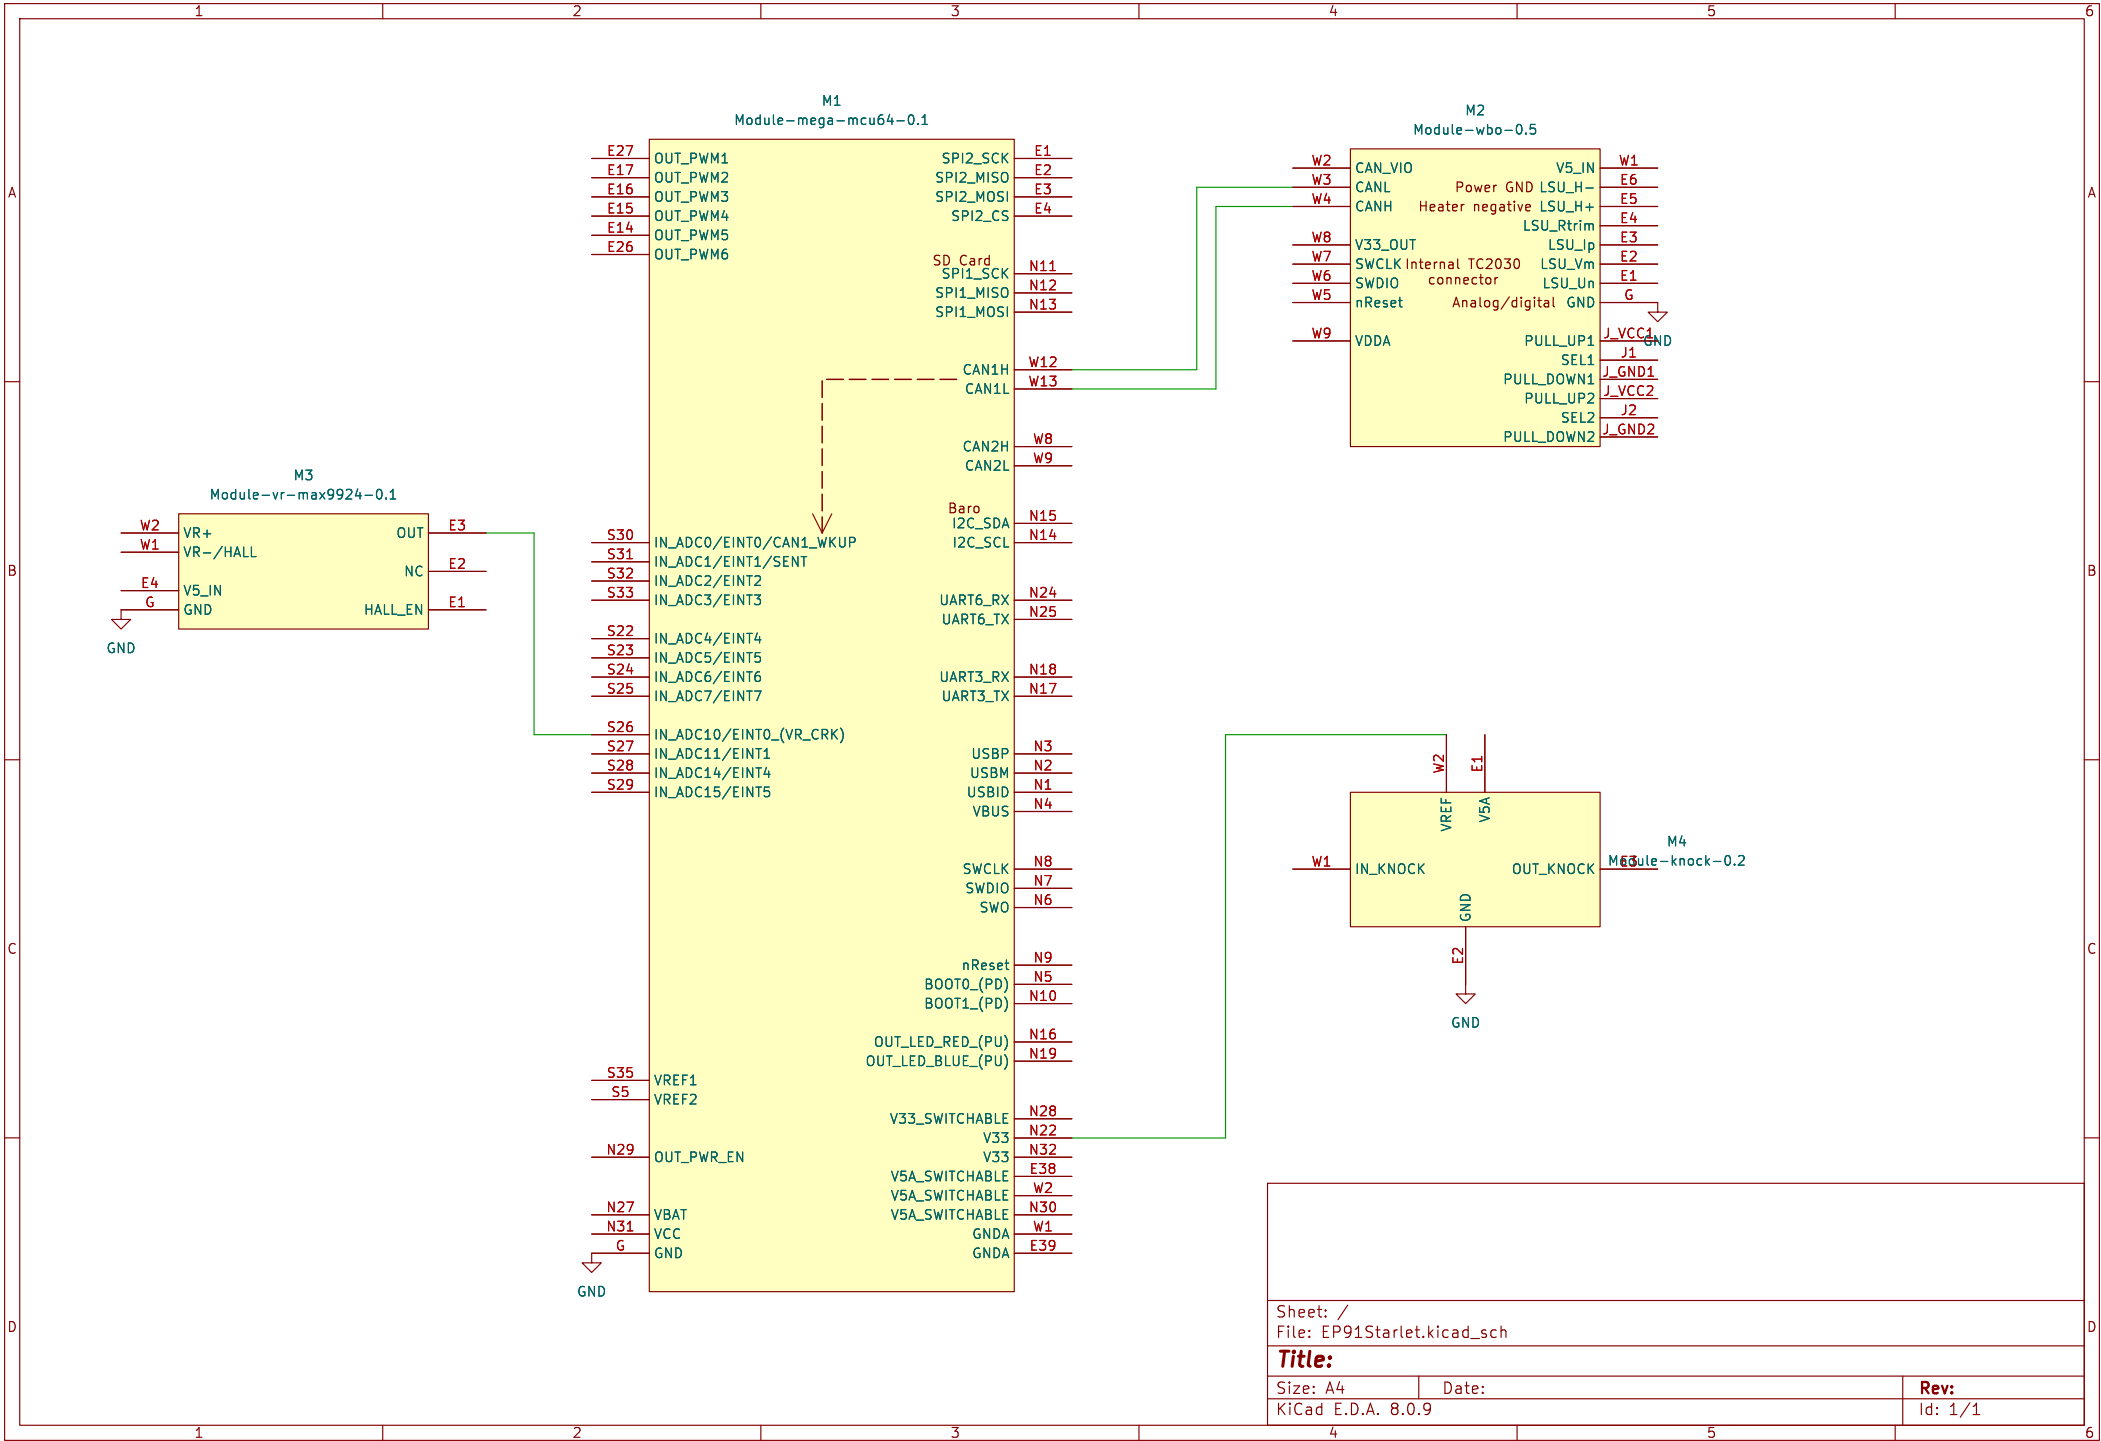 1 2 3 4 5 6
A
B
C
D
A
B
C
D
1 2 3 4 5 6
M1
Module-mega-mcu64-0.1
E27 OUT_PWM1
E17 OUT_PWM2
E16 OUT_PWM3
E15 OUT_PWM4
E14 OUT_PWM5
E26 OUT_PWM6
S30 IN_ADC0/EINT0/CAN1_WKUP
S31 IN_ADC1/EINT1/SENT
S32 IN_ADC2/EINT2
S33 IN_ADC3/EINT3
S22 IN_ADC4/EINT4
S23 IN_ADC5/EINT5
S24 IN_ADC6/EINT6
S25 IN_ADC7/EINT7
S26 IN_ADC10/EINT0_(VR_CRK)
S27 IN_ADC11/EINT1
S28 IN_ADC14/EINT4
S29 IN_ADC15/EINT5
S35 VREF1
S5 VREF2
N29 OUT_PWR_EN
N27 VBAT
N31 VCC
G GND
GND
SPI2_SCK E1
SPI2_MISO E2
SPI2_MOSI E3
SPI2_CS E4
SD Card
SPI1_SCK N11
SPI1_MISO N12
SPI1_MOSI N13
CAN1H W12
CAN1L W13
CAN2H W8
CAN2L W9
Baro
I2C_SDA N15
I2C_SCL N14
UART6_RX N24
UART6_TX N25
UART3_RX N18
UART3_TX N17
USBP N3
USBM N2
USBID N1
VBUS N4
SWCLK N8
SWDIO N7
SWO N6
nReset N9
BOOT0_(PD) N5
BOOT1_(PD) N10
OUT_LED_RED_(PU) N16
OUT_LED_BLUE_(PU) N19
V33_SWITCHABLE N28
V33 N22
V33 N32
V5A_SWITCHABLE E38
V5A_SWITCHABLE W2
V5A_SWITCHABLE N30
GNDA W1
GNDA E39
M2
Module-wbo-0.5
W2 CAN_VIO
W3 CANL
W4 CANH
W8 V33_OUT
W7 SWCLK
W6 SWDIO
W5 nReset
W9 VDDA
Internal TC2030
connector
V5_IN W1
Power GND LSU_H- E6
Heater negative LSU_H+ E5
LSU_Rtrim E4
LSU_Ip E3
LSU_Vm E2
LSU_Un E1
Analog/digital GND G
GND
PULL_UP1 J_VCC1
SEL1 J1
PULL_DOWN1 J_GND1
PULL_UP2 J_VCC2
SEL2 J2
PULL_DOWN2 J_GND2
M3
Module-vr-max9924-0.1
W2 VR+
W1 VR-/HALL
E4 V5_IN
G GND
GND
OUT E3
NC E2
HALL_EN E1
M4
Module-knock-0.2
W2 VREF
E1 V5A
W1 IN_KNOCK
OUT_KNOCK E3
GND E2
GND
Sheet: /
File: EP91Starlet.kicad_sch
Title:
Size: A4 Date: Rev:
KiCad E.D.A. 8.0.9 Id: 1/1